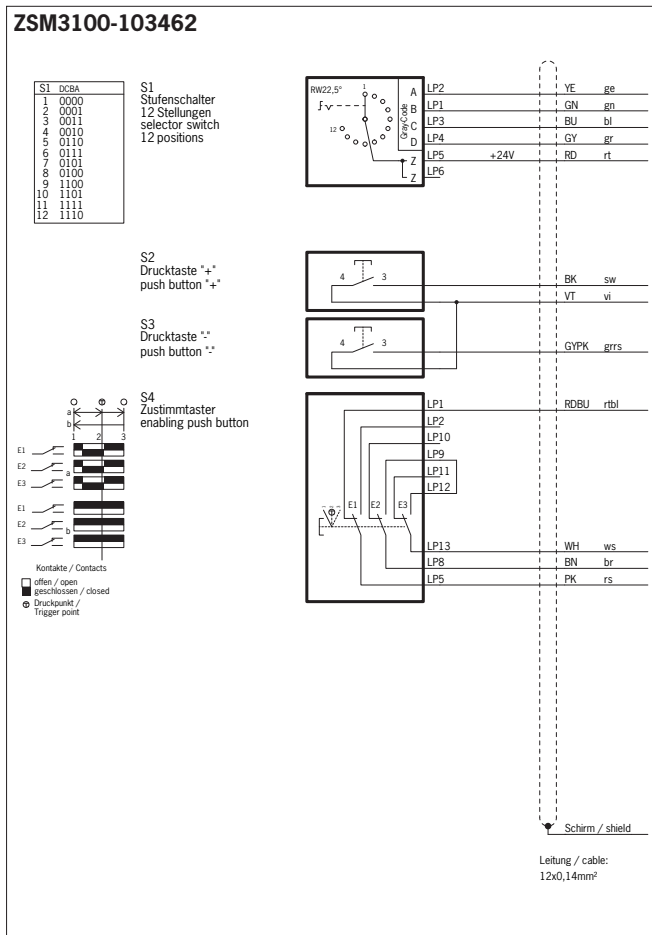 ZSM3100-103462
S1 DCBA
1 0000
2 0001
3 0011
4 0010
5 0110
6 0111
7 0101
8 0100
9 1100
10 1101
11 1111
12 1110
S1
Stufenschalter
12 Stellungen
selector switch
12 positions
RW22,5°
1
12
Gray-Code
A LP2 YE ge
B LP1 GN gn
C LP3 BU bl
D LP4 GY gr
Z LP5 +24V RD rt
Z LP6
S2
Drucktaste "+"
push button "+"
4 3
BK sw
VT vi
S3
Drucktaste "-"
push button "-"
4 3
GYPK grrs
S4
Zustimmtaster
enabling push button
a
b
1 2 3
E1
E2
a
E3
E1
E2
b
E3
Kontakte / Contacts
offen / open
geschlossen / closed
Druckpunkt /
Trigger point
LP1 RDBU rtbl
LP2
LP10
LP9
LP11
LP12
E1 E2 E3
LP13 WH ws
LP8 BN br
LP5 PK rs
Schirm / shield
Leitung / cable:
12x0,14mm²